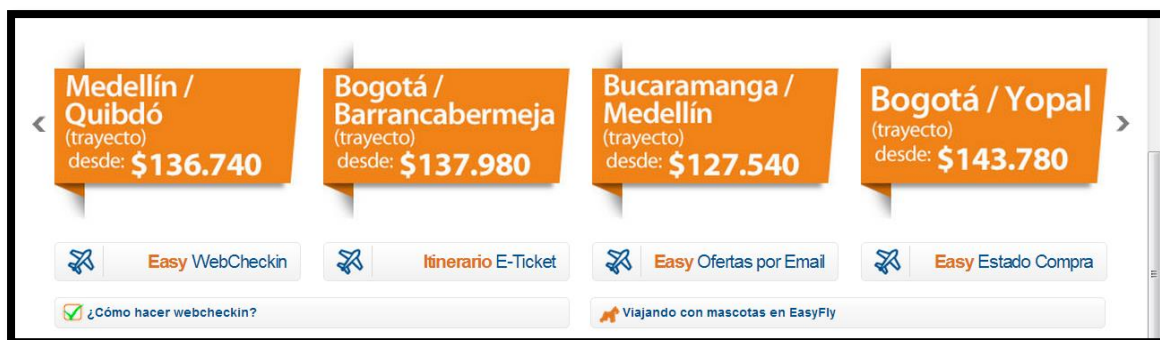 Medellín /
Quibdó
(trayecto)
desde: $136.740
Bogotá /
Barrancabermeja
(trayecto)
desde: $137.980
Bucaramanga /
Medellín
(trayecto)
desde: $127.540
Bogotá / Yopal
(trayecto)
desde: $143.780
Easy WebCheckin
Itinerario E-Ticket
Easy Ofertas por Email
Easy Estado Compra
¿Cómo hacer webcheckin?
Viajando con mascotas en EasyFly